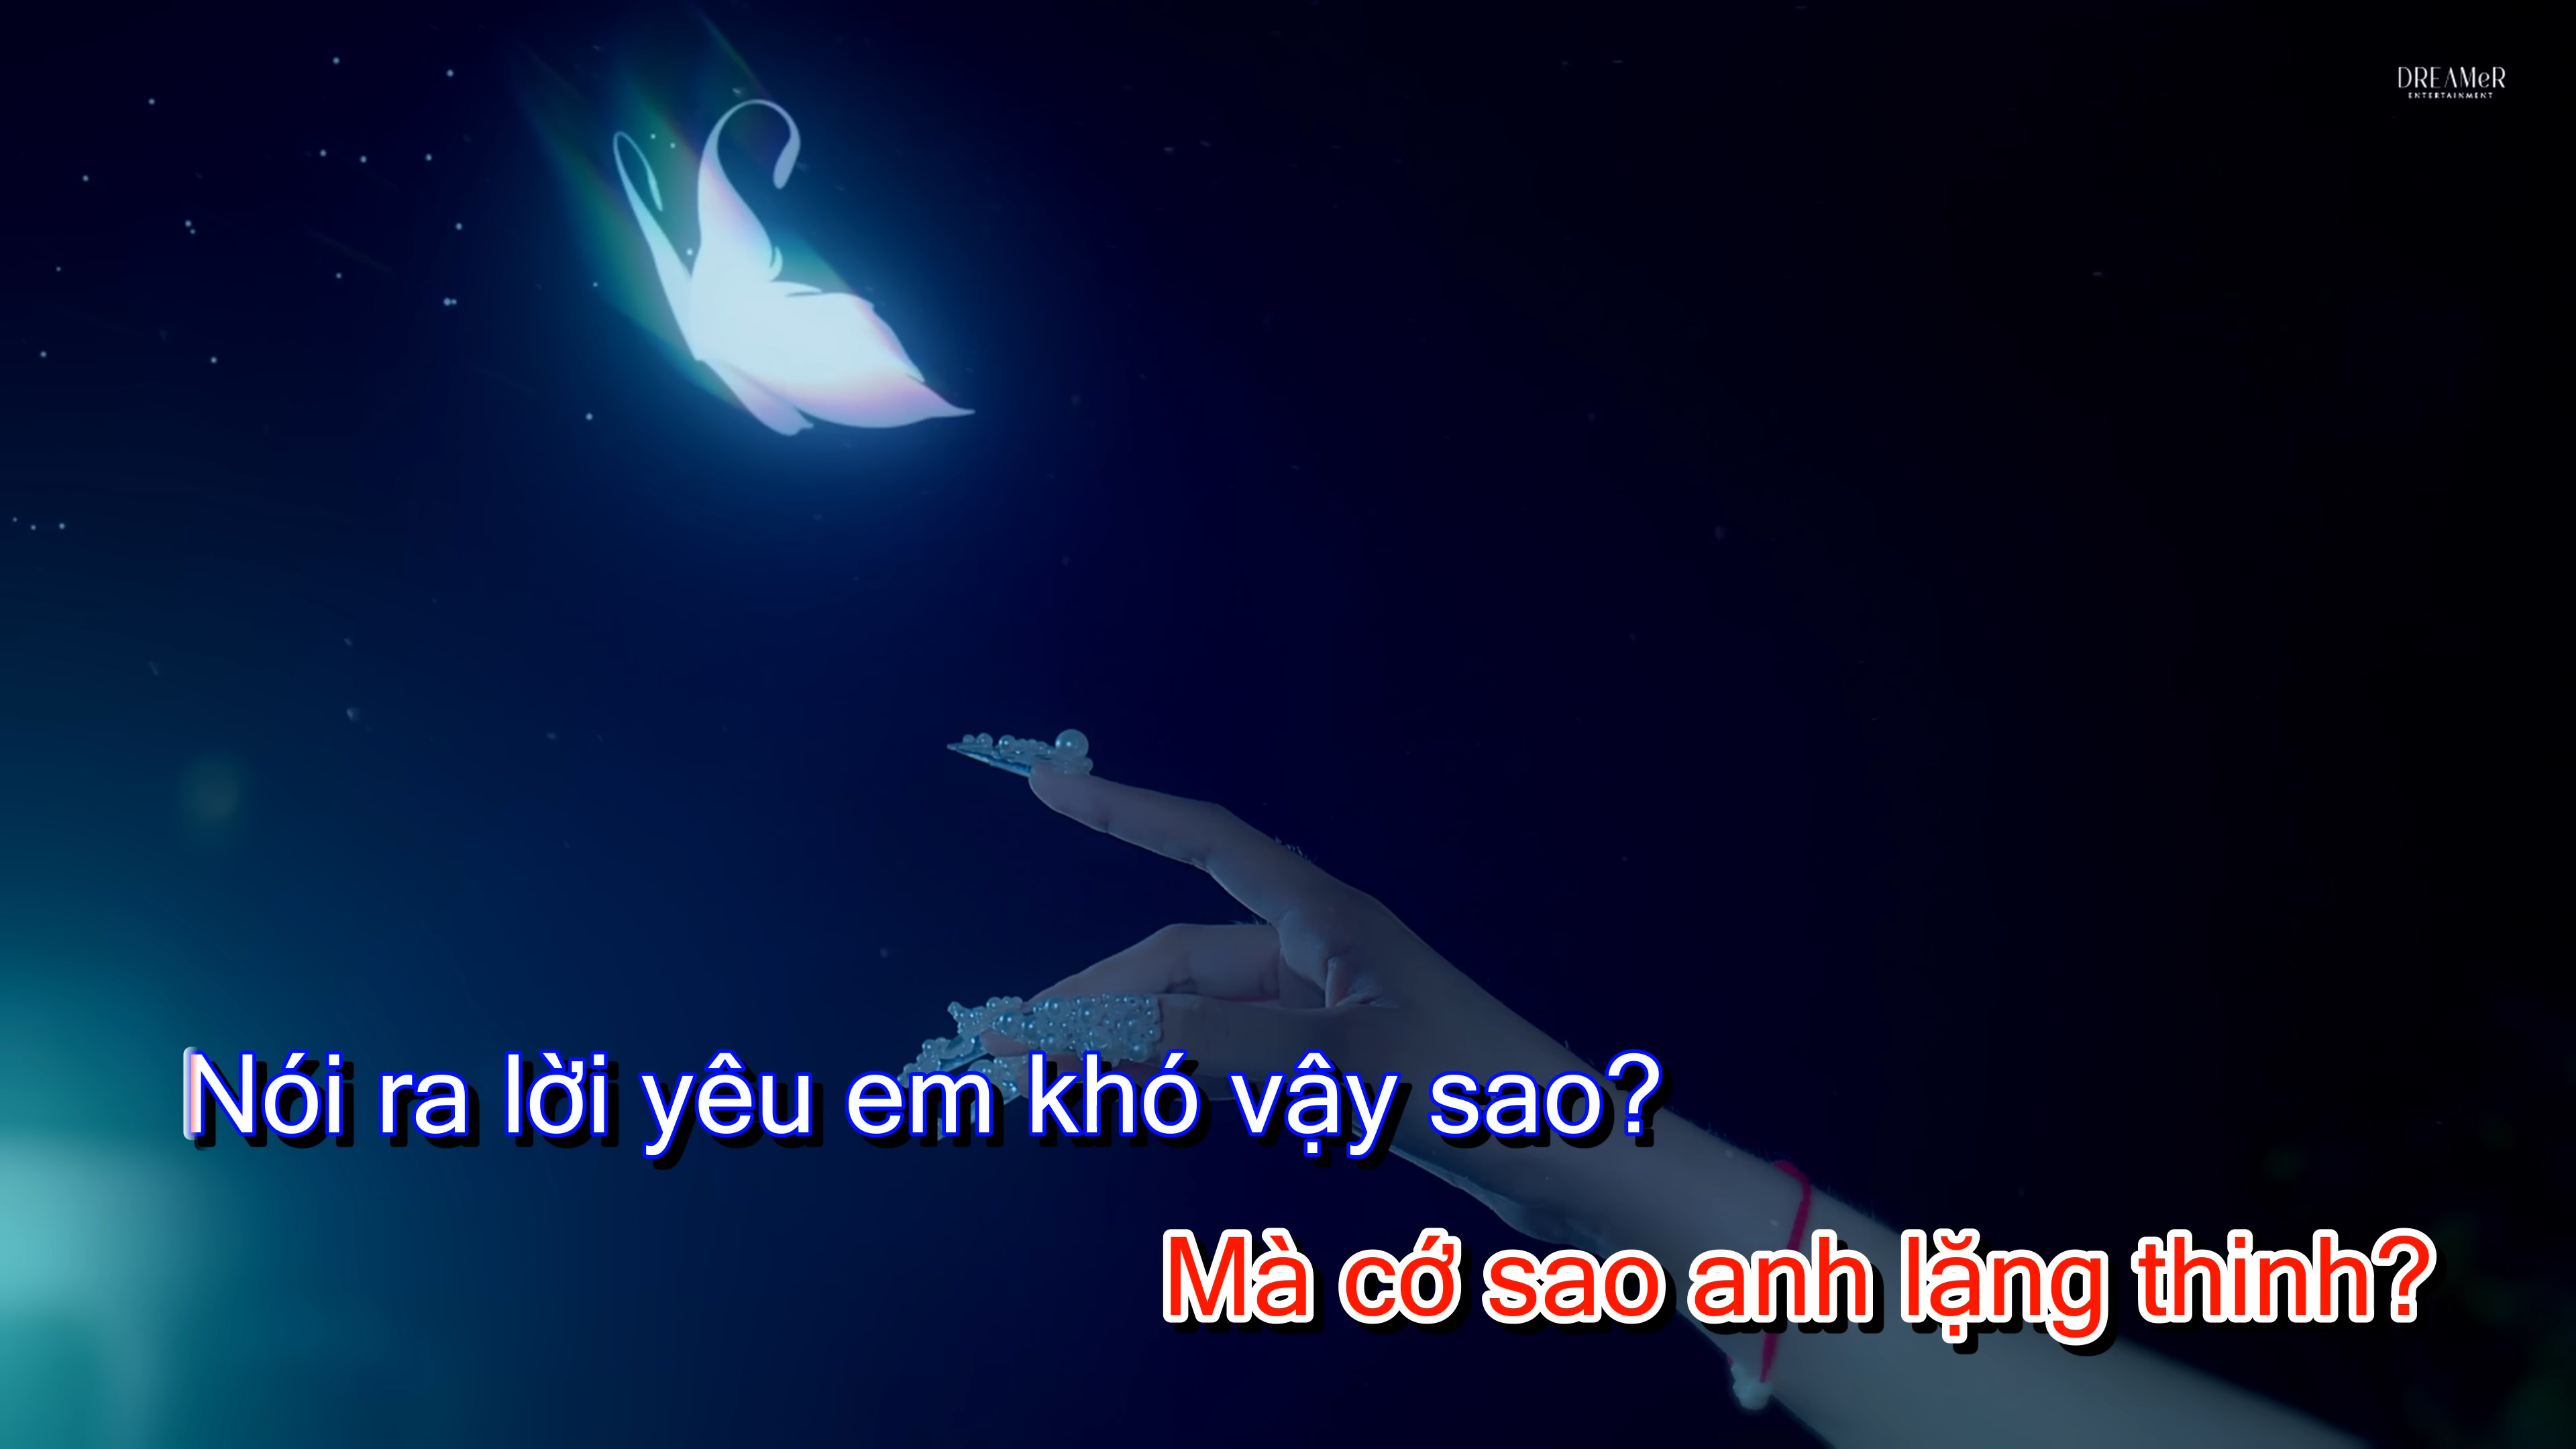 DREAMeR
ENTERTAINMENT
Nói ra lời yêu em khó vậy sao?
Mà cớ sao anh lặng thinh?